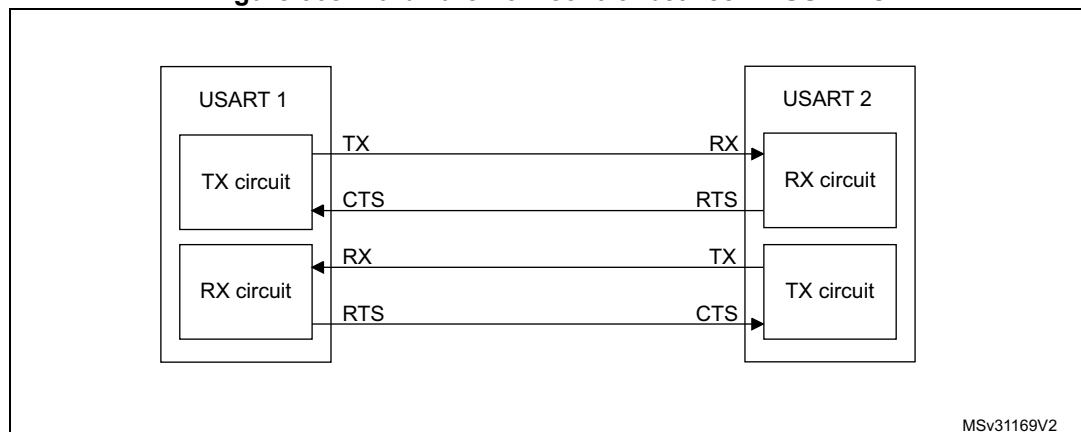 USART 1
USART 2
TX circuit
TX
RX
RX circuit
CTS
RTS
RX circuit
RX
TX
TX circuit
RTS
CTS
MSv31169V2